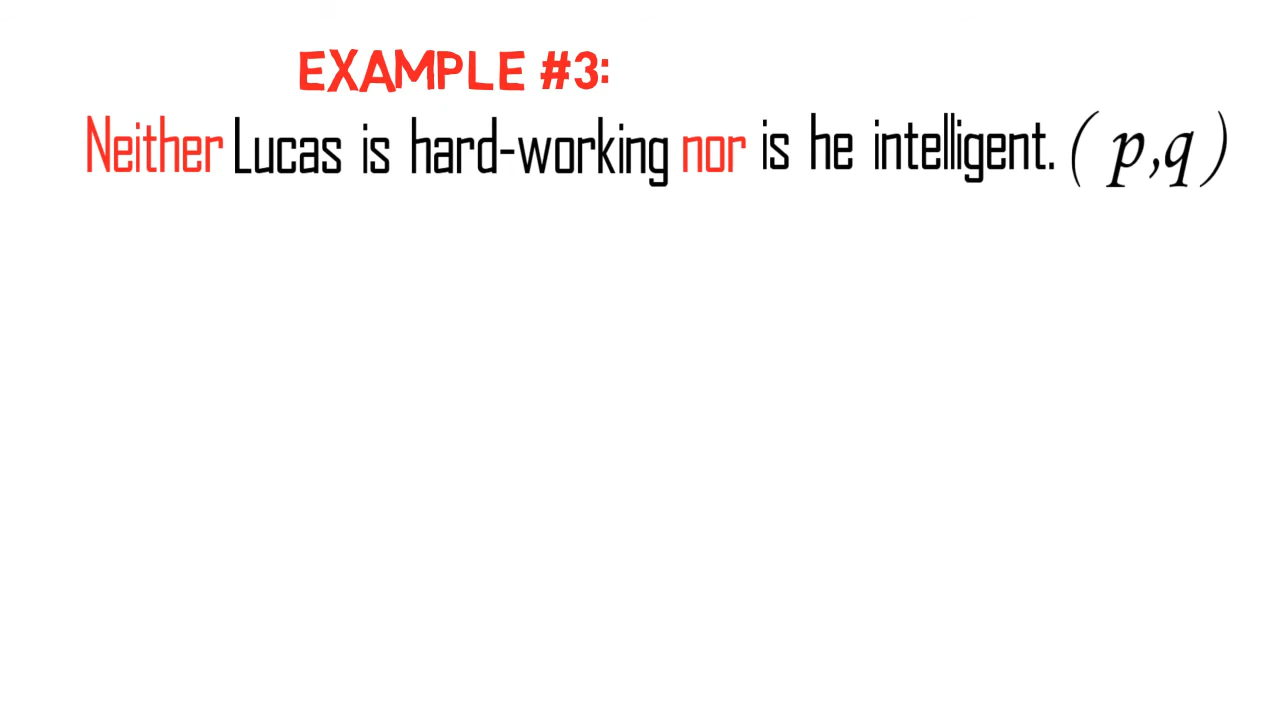 EXAMPLE #3:
Neither Lucas is hard-working nor is he intelligent. ( p,q )